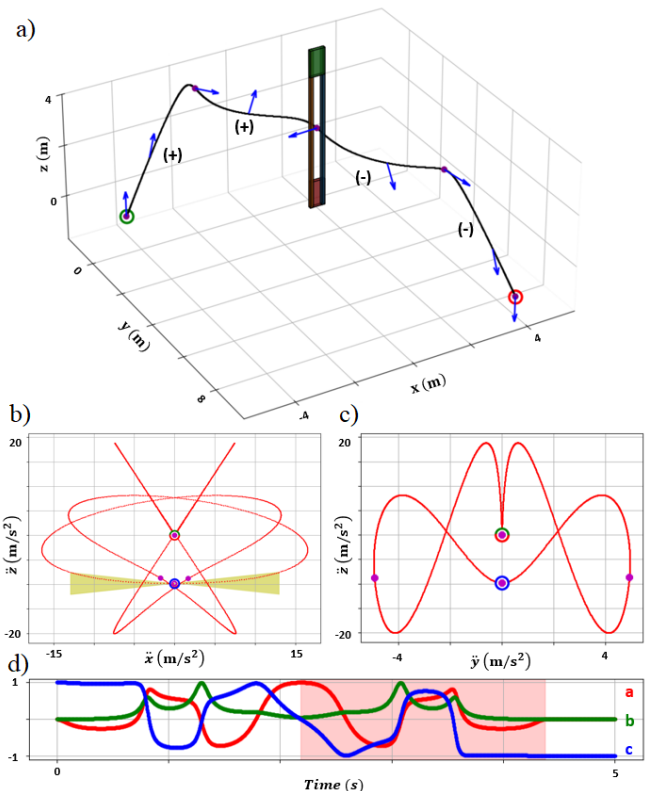 a)
4
z (m)
0
(+)
(+)
(-)
(-)
0
y (m)
8
-4
x (m)
4
b)
c)
20
z̈ (m/s²)
-20
-15
ẍ (m/s²)
15
20
z̈ (m/s²)
-20
-4
ÿ (m/s²)
4
d)
1
-1
0
Time (s)
5
a
b
c